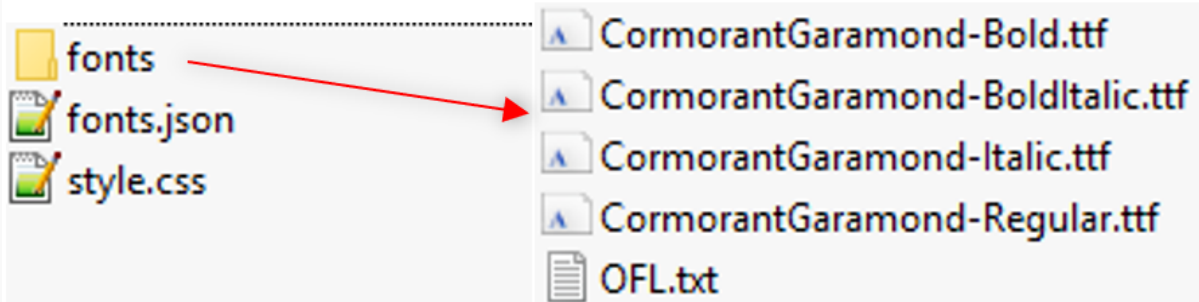 fonts
fonts.json
style.css
CormorantGaramond-Bold.ttf
CormorantGaramond-BoldItalic.ttf
CormorantGaramond-Italic.ttf
CormorantGaramond-Regular.ttf
OFL.txt